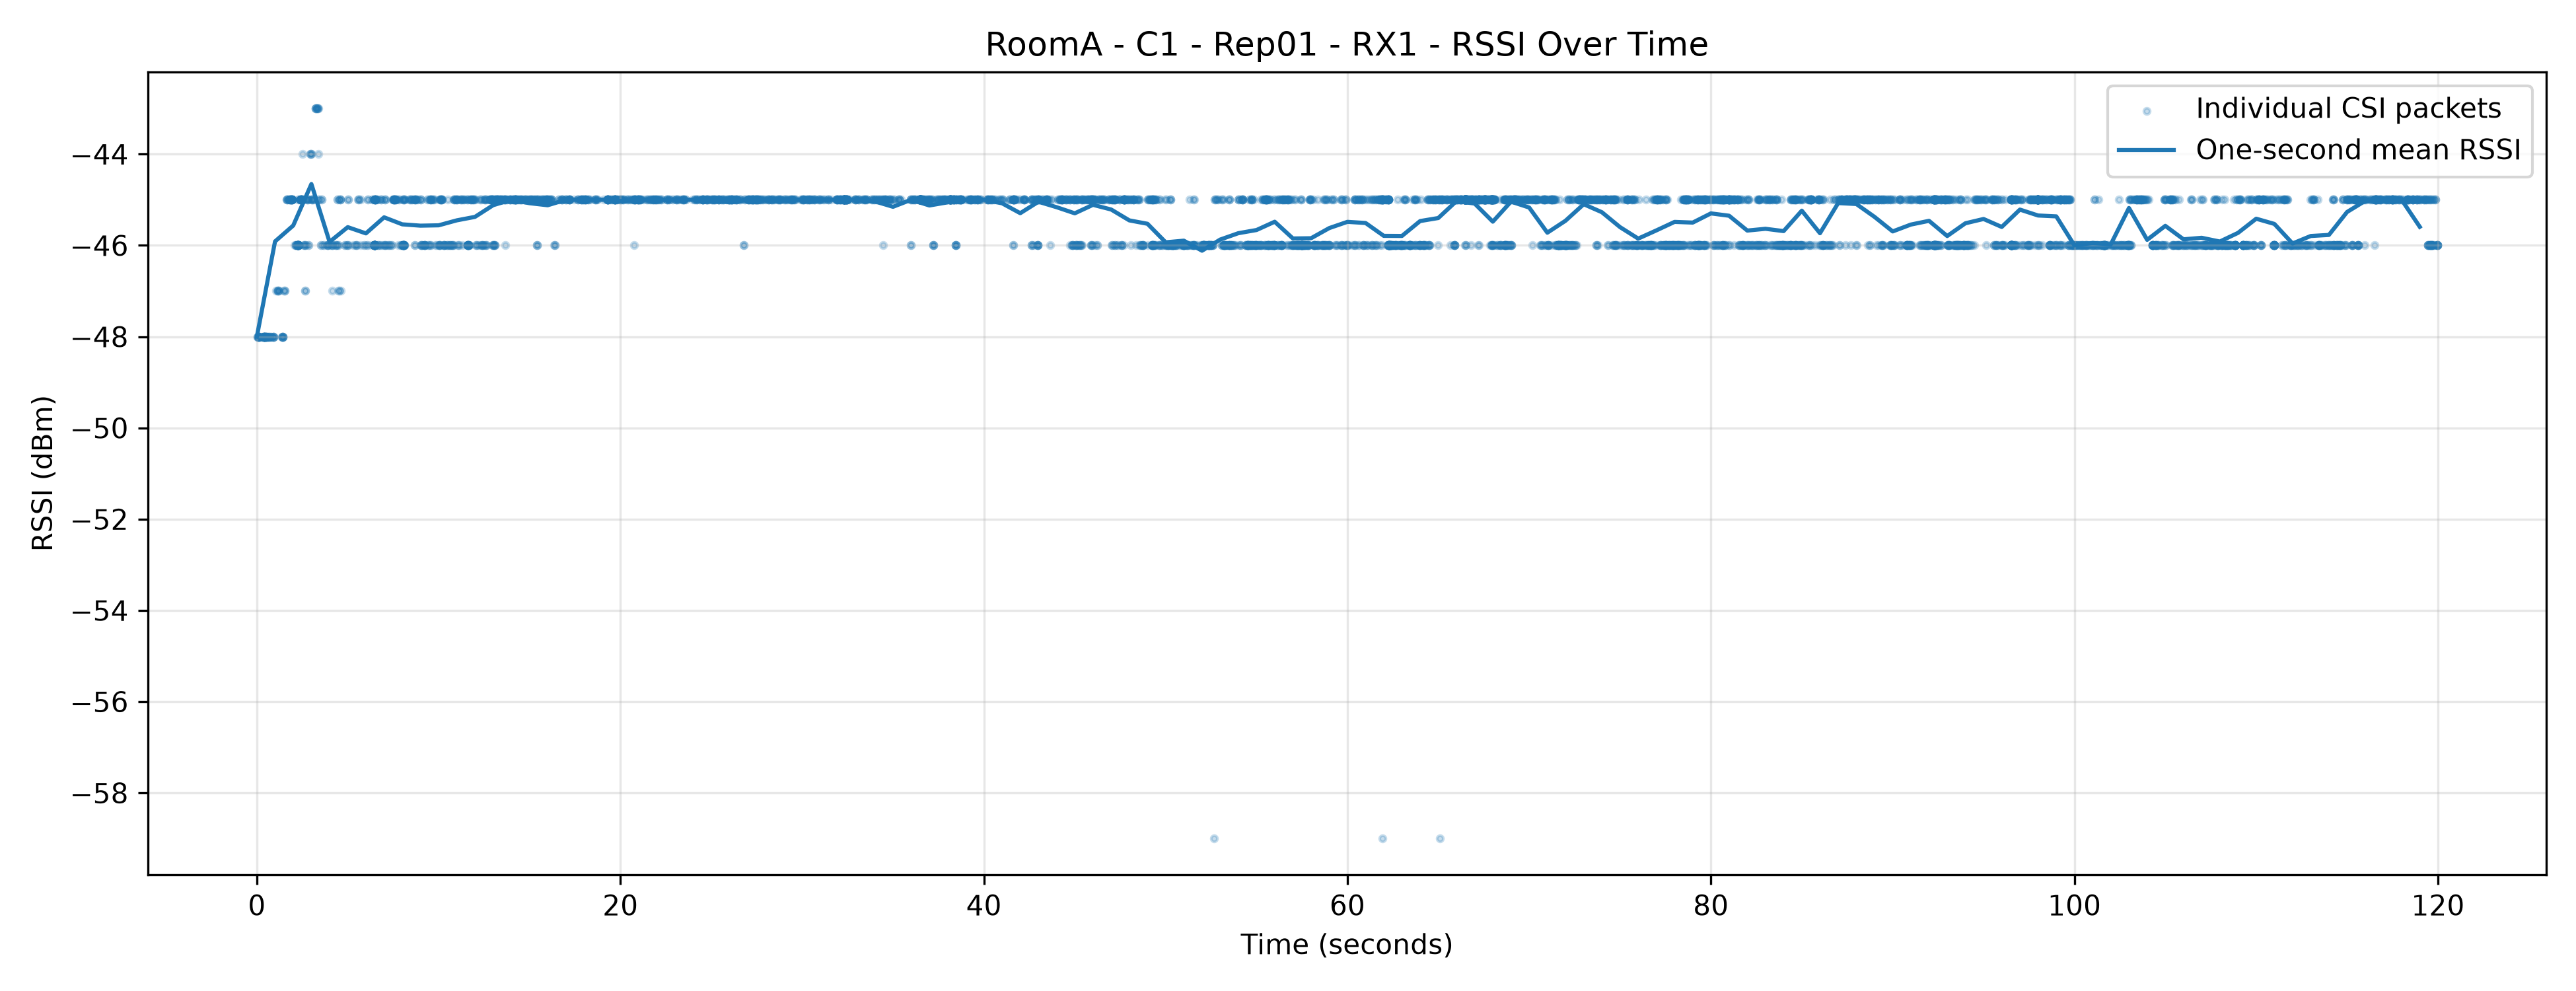 RoomA - C1 - Rep01 - RX1 - RSSI Over Time
Individual CSI packets
One-second mean RSSI
RSSI (dBm)
−44
−46
−48
−50
−52
−54
−56
−58
0 20 40 60 80 100 120
Time (seconds)